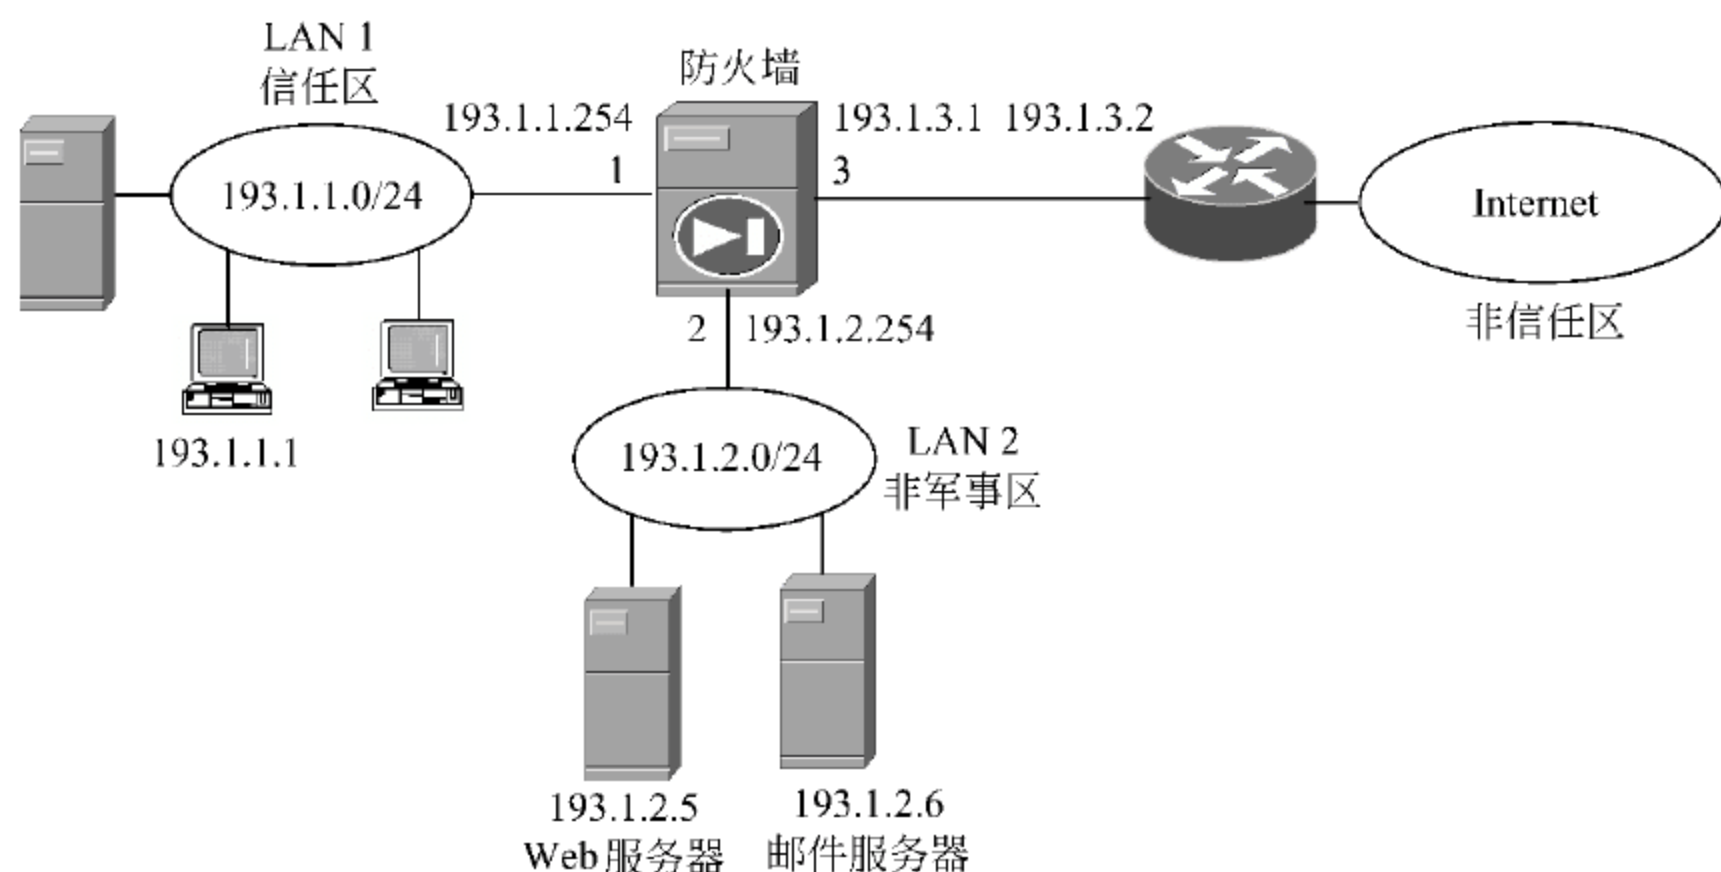 LAN 1
信任区
防火墙
193.1.1.254
193.1.3.1 193.1.3.2
1
3
193.1.1.0/24
Internet
非信任区
2
193.1.2.254
193.1.1.1
193.1.2.0/24
LAN 2
非军事区
193.1.2.5
Web服务器
193.1.2.6
邮件服务器